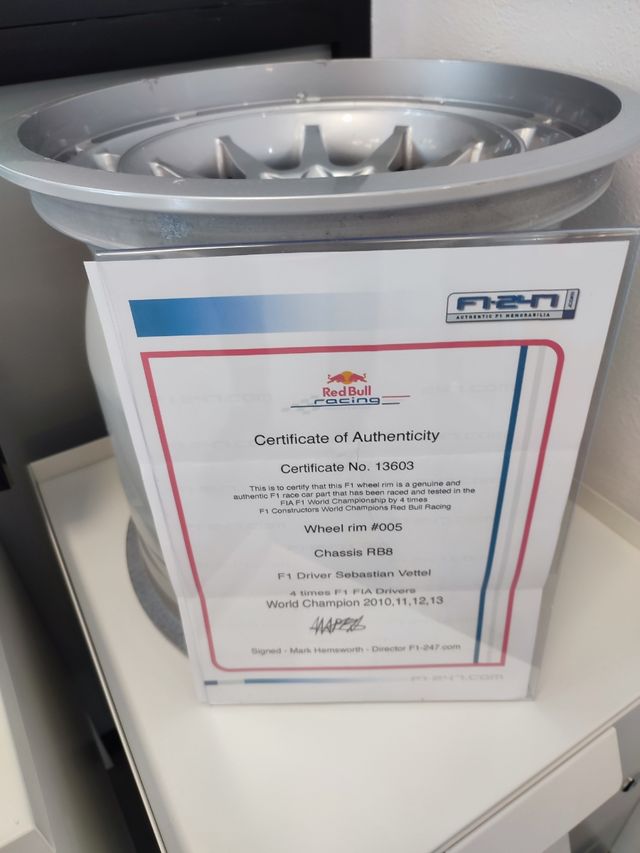 F1-247
.com
AUTHENTIC F1 MEMORABILIA
Red Bull
racing
Certificate of Authenticity
Certificate No. 13603
This is to certify that this F1 wheel rim is a genuine and
authentic F1 race car part that has been raced and tested in the
FIA F1 World Championship by 4 times
F1 Constructors World Champions Red Bull Racing
Wheel rim #005
Chassis RB8
F1 Driver Sebastian Vettel
4 times F1 FIA Drivers
World Champion 2010,11,12,13
Signed - Mark Hemsworth - Director F1-247.com
F1-247.COM